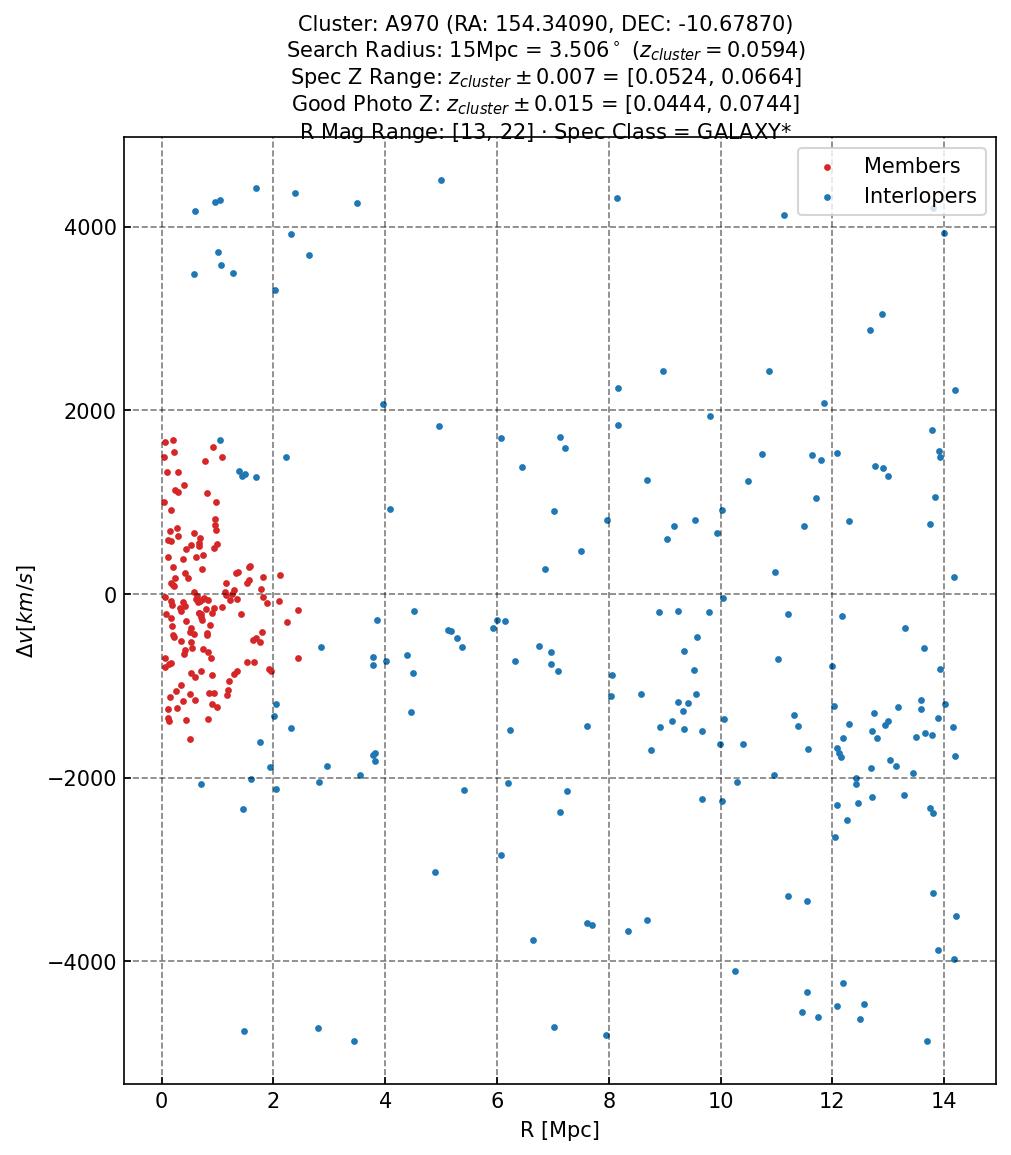 Cluster: A970 (RA: 154.34090, DEC: -10.67870)
Search Radius: 15Mpc = 3.506° (z_cluster = 0.0594)
Spec Z Range: z_cluster ± 0.007 = [0.0524, 0.0664]
Good Photo Z: z_cluster ± 0.015 = [0.0444, 0.0744]
R Mag Range: [13, 22] · Spec Class = GALAXY*
Members
Interlopers
4000
2000
0
−2000
−4000
Δv[km/s]
0 2 4 6 8 10 12 14
R [Mpc]